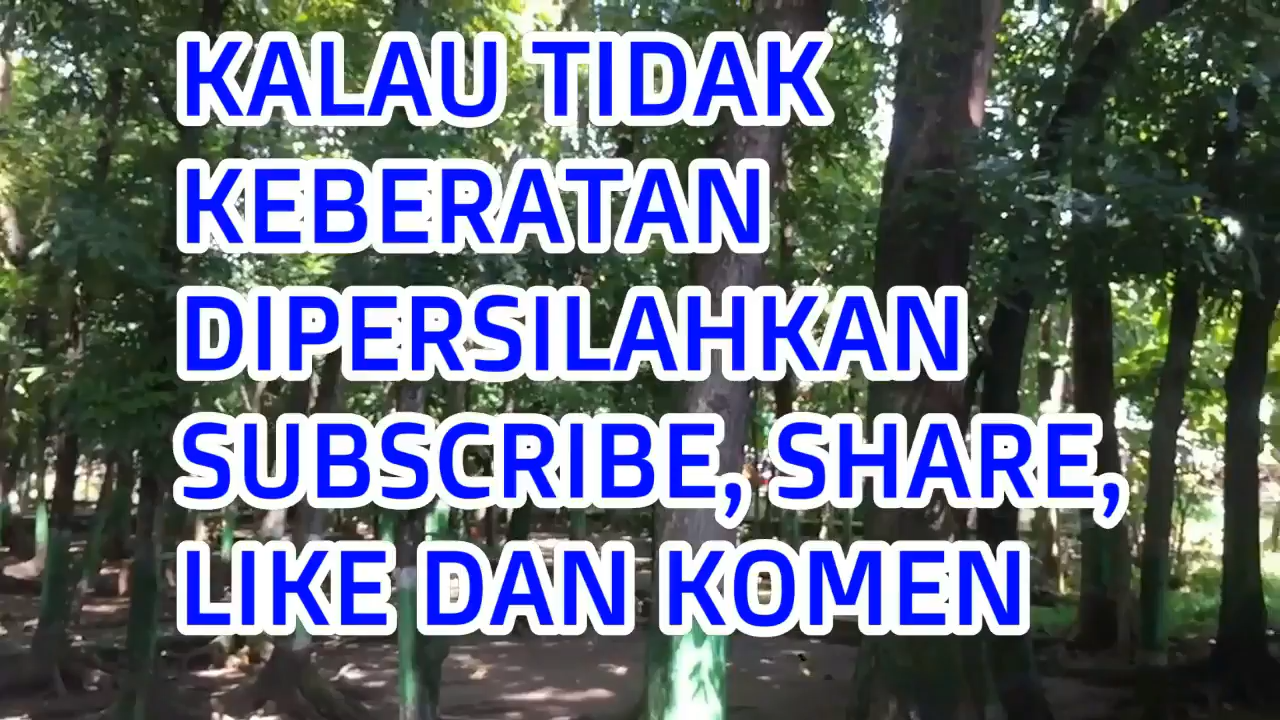 KALAU TIDAK
KEBERATAN
DIPERSILAHKAN
SUBSCRIBE, SHARE,
LIKE DAN KOMEN